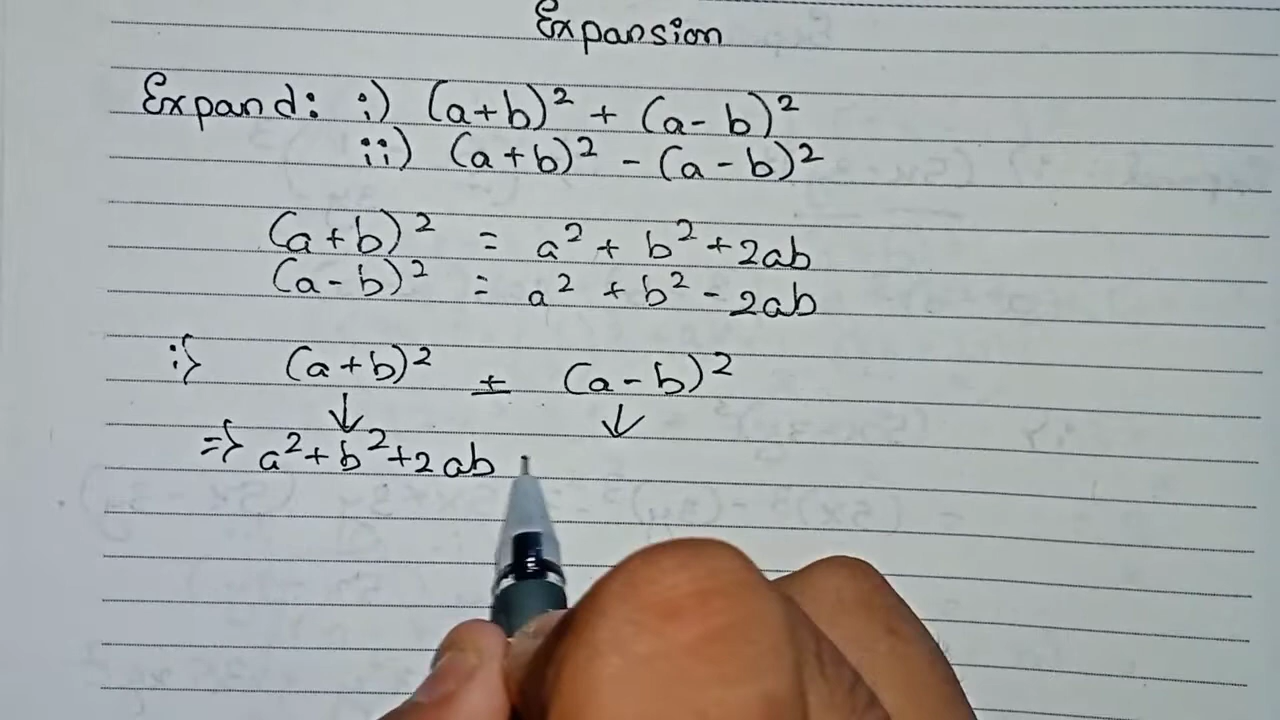 Expansion
Expand: i) (a+b)² + (a-b)²
ii) (a+b)² - (a-b)²
(a+b)² = a² + b² + 2ab
(a-b)² = a² + b² - 2ab
i) (a+b)² + (a-b)²
↓ ↓
⇒ a² + b² + 2ab